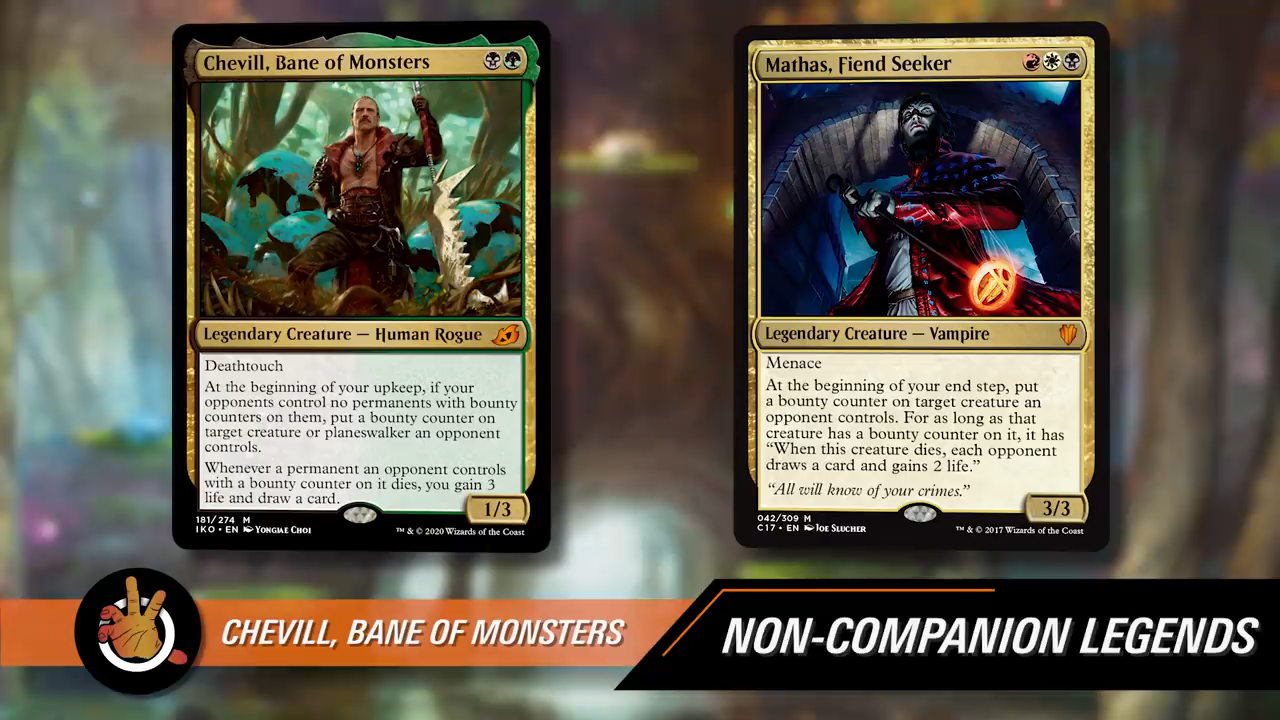 Chevill, Bane of Monsters
Legendary Creature — Human Rogue
Deathtouch
At the beginning of your upkeep, if your
opponents control no permanents with bounty
counters on them, put a bounty counter on
target creature or planeswalker an opponent
controls.
Whenever a permanent an opponent controls
with a bounty counter on it dies, you gain 3
life and draw a card.
1/3
181/274 M
IKO • EN Yongjae Choi
™ & © 2020 Wizards of the Coast
Mathas, Fiend Seeker
Legendary Creature — Vampire
Menace
At the beginning of your end step, put
a bounty counter on target creature an
opponent controls. For as long as that
creature has a bounty counter on it, it has
“When this creature dies, each opponent
draws a card and gains 2 life.”
“All will know of your crimes.”
3/3
042/309 M
C17 • EN Joe Slucher
™ & © 2017 Wizards of the Coast
CHEVILL, BANE OF MONSTERS
NON-COMPANION LEGENDS